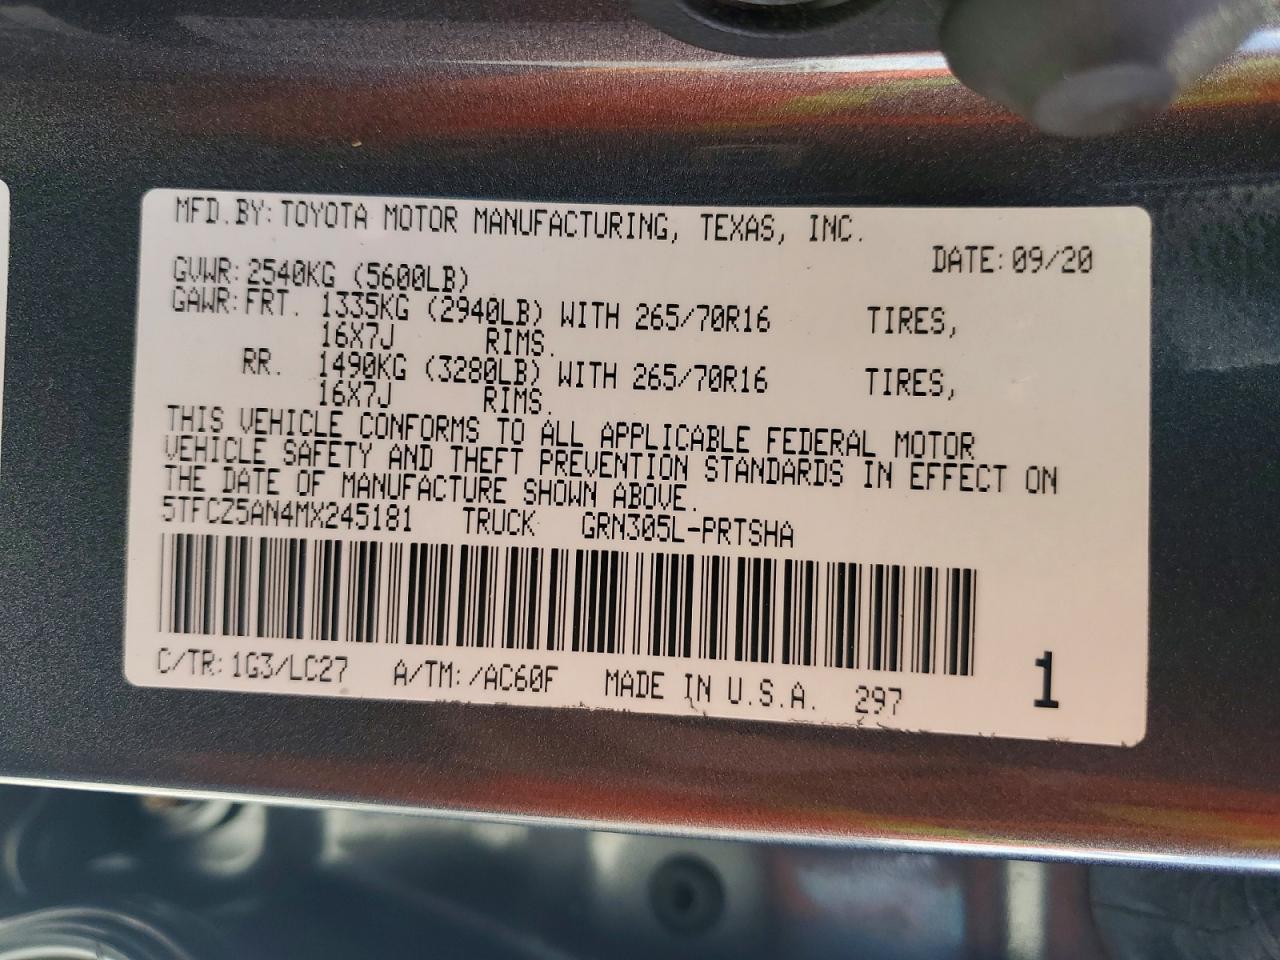 MFD.BY: TOYOTA MOTOR MANUFACTURING, TEXAS, INC.
DATE: 09/20
GVWR: 2540KG (5600LB)
GAWR: FRT. 1335KG (2940LB) WITH 265/70R16 TIRES,
16X7J RIMS.
RR. 1490KG (3280LB) WITH 265/70R16 TIRES,
16X7J RIMS.
THIS VEHICLE CONFORMS TO ALL APPLICABLE FEDERAL MOTOR
VEHICLE SAFETY AND THEFT PREVENTION STANDARDS IN EFFECT ON
THE DATE OF MANUFACTURE SHOWN ABOVE.
5TFCZ5AN4MX245181 TRUCK GRN305L-PRTSHA
C/TR: 1G3/LC27 A/TM: /AC60F MADE IN U.S.A. 297
1